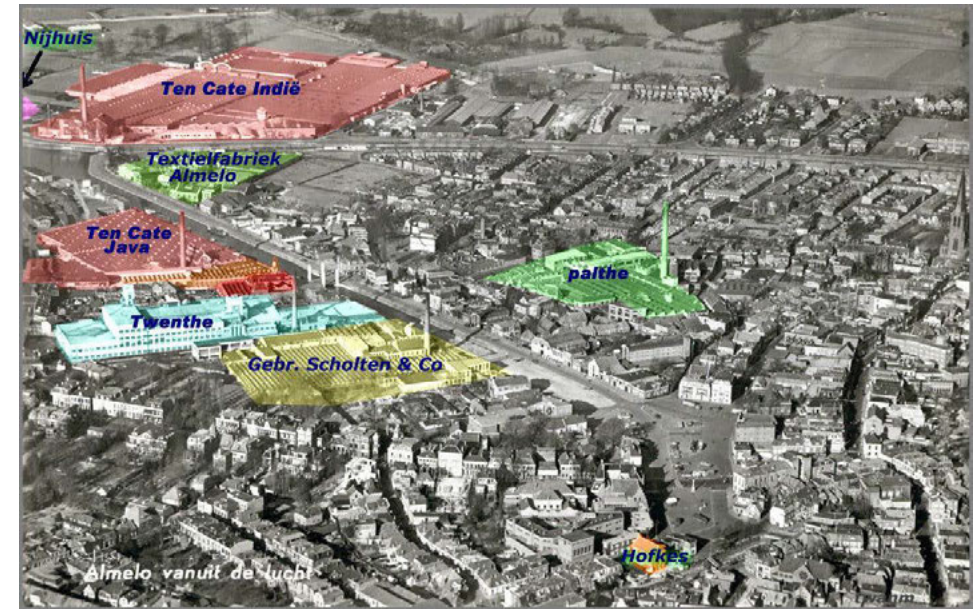 Nijhuis
Ten Cate Indië
Textielfabriek
Almelo
Ten Cate
Java
palthe
Twenthe
Gebr. Scholten & Co
Hofkes
Almelo vanuit de lucht